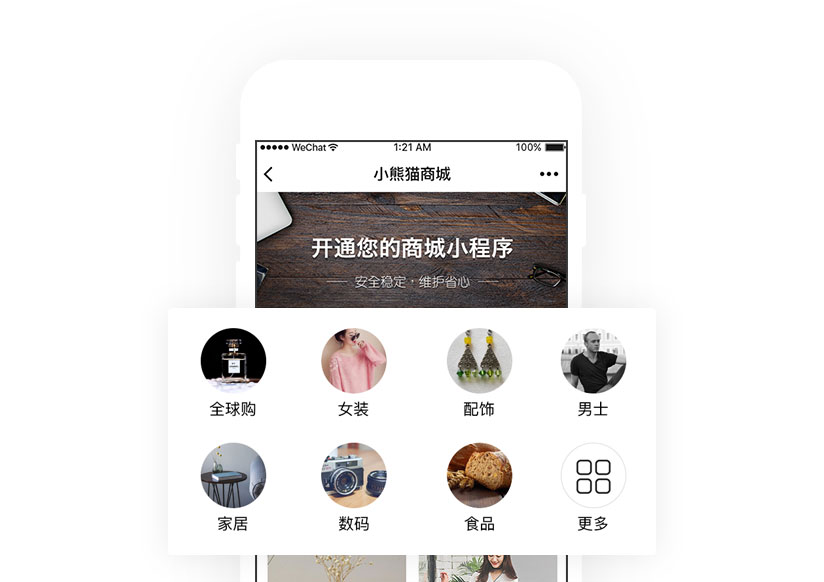 ●●●●● WeChat 1:21 AM 100%
小熊猫商城
开通您的商城小程序
安全稳定·维护省心
全球购 女装 配饰 男士
家居 数码 食品 更多